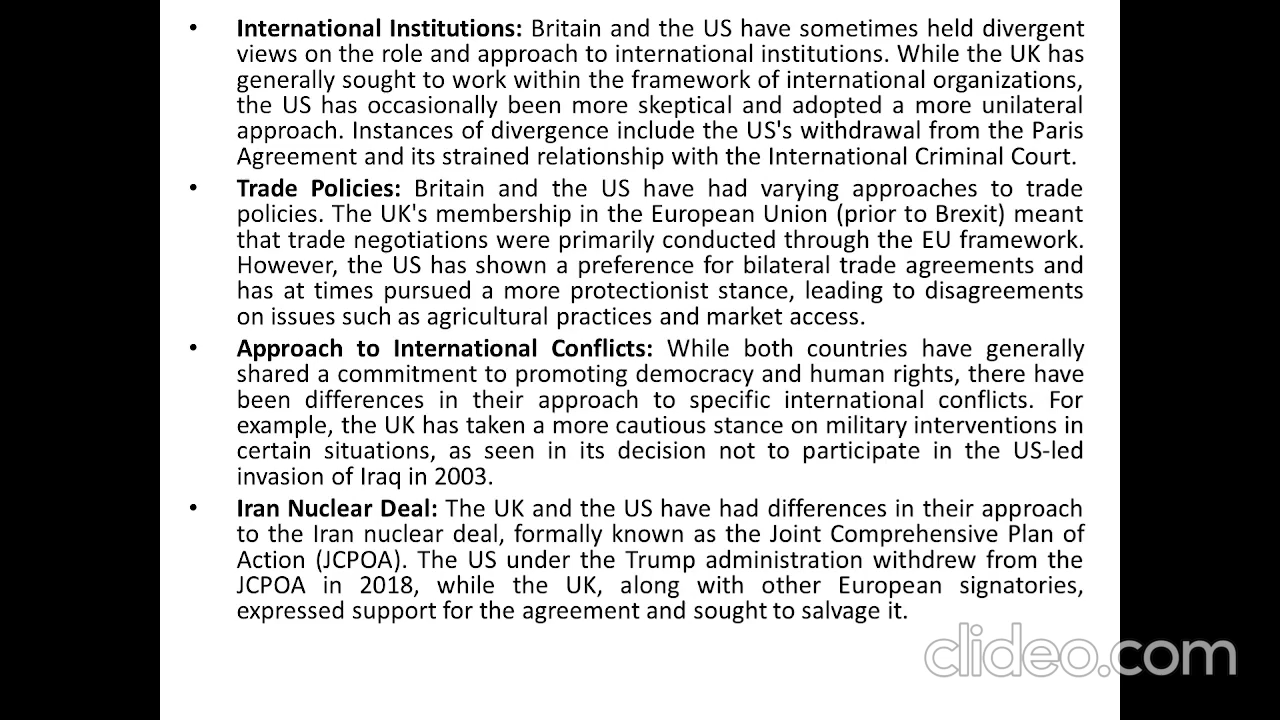 • International Institutions: Britain and the US have sometimes held divergent
views on the role and approach to international institutions. While the UK has
generally sought to work within the framework of international organizations,
the US has occasionally been more skeptical and adopted a more unilateral
approach. Instances of divergence include the US's withdrawal from the Paris
Agreement and its strained relationship with the International Criminal Court.
• Trade Policies: Britain and the US have had varying approaches to trade
policies. The UK's membership in the European Union (prior to Brexit) meant
that trade negotiations were primarily conducted through the EU framework.
However, the US has shown a preference for bilateral trade agreements and
has at times pursued a more protectionist stance, leading to disagreements
on issues such as agricultural practices and market access.
• Approach to International Conflicts: While both countries have generally
shared a commitment to promoting democracy and human rights, there have
been differences in their approach to specific international conflicts. For
example, the UK has taken a more cautious stance on military interventions in
certain situations, as seen in its decision not to participate in the US-led
invasion of Iraq in 2003.
• Iran Nuclear Deal: The UK and the US have had differences in their approach
to the Iran nuclear deal, formally known as the Joint Comprehensive Plan of
Action (JCPOA). The US under the Trump administration withdrew from the
JCPOA in 2018, while the UK, along with other European signatories,
expressed support for the agreement and sought to salvage it.
clideo.com